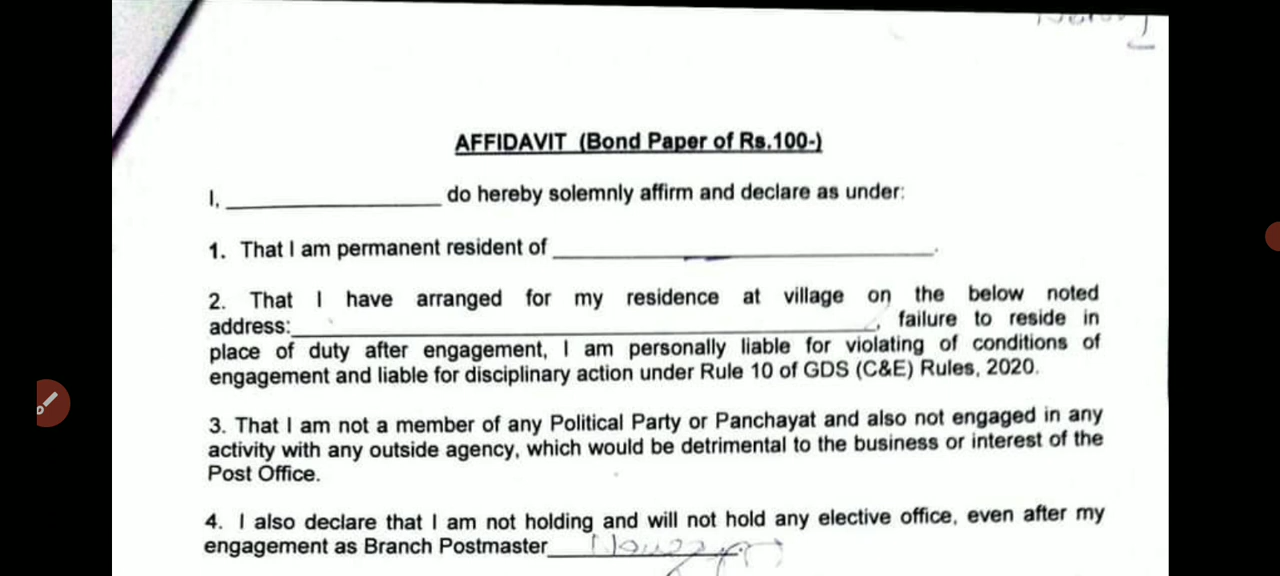 AFFIDAVIT (Bond Paper of Rs.100-)
I, ____________________ do hereby solemnly affirm and declare as under:
1. That I am permanent resident of ____________________.
2. That I have arranged for my residence at village on the below noted
address:____________________, failure to reside in
place of duty after engagement, I am personally liable for violating of conditions of
engagement and liable for disciplinary action under Rule 10 of GDS (C&E) Rules, 2020.
3. That I am not a member of any Political Party or Panchayat and also not engaged in any
activity with any outside agency, which would be detrimental to the business or interest of the
Post Office.
4. I also declare that I am not holding and will not hold any elective office, even after my
engagement as Branch Postmaster